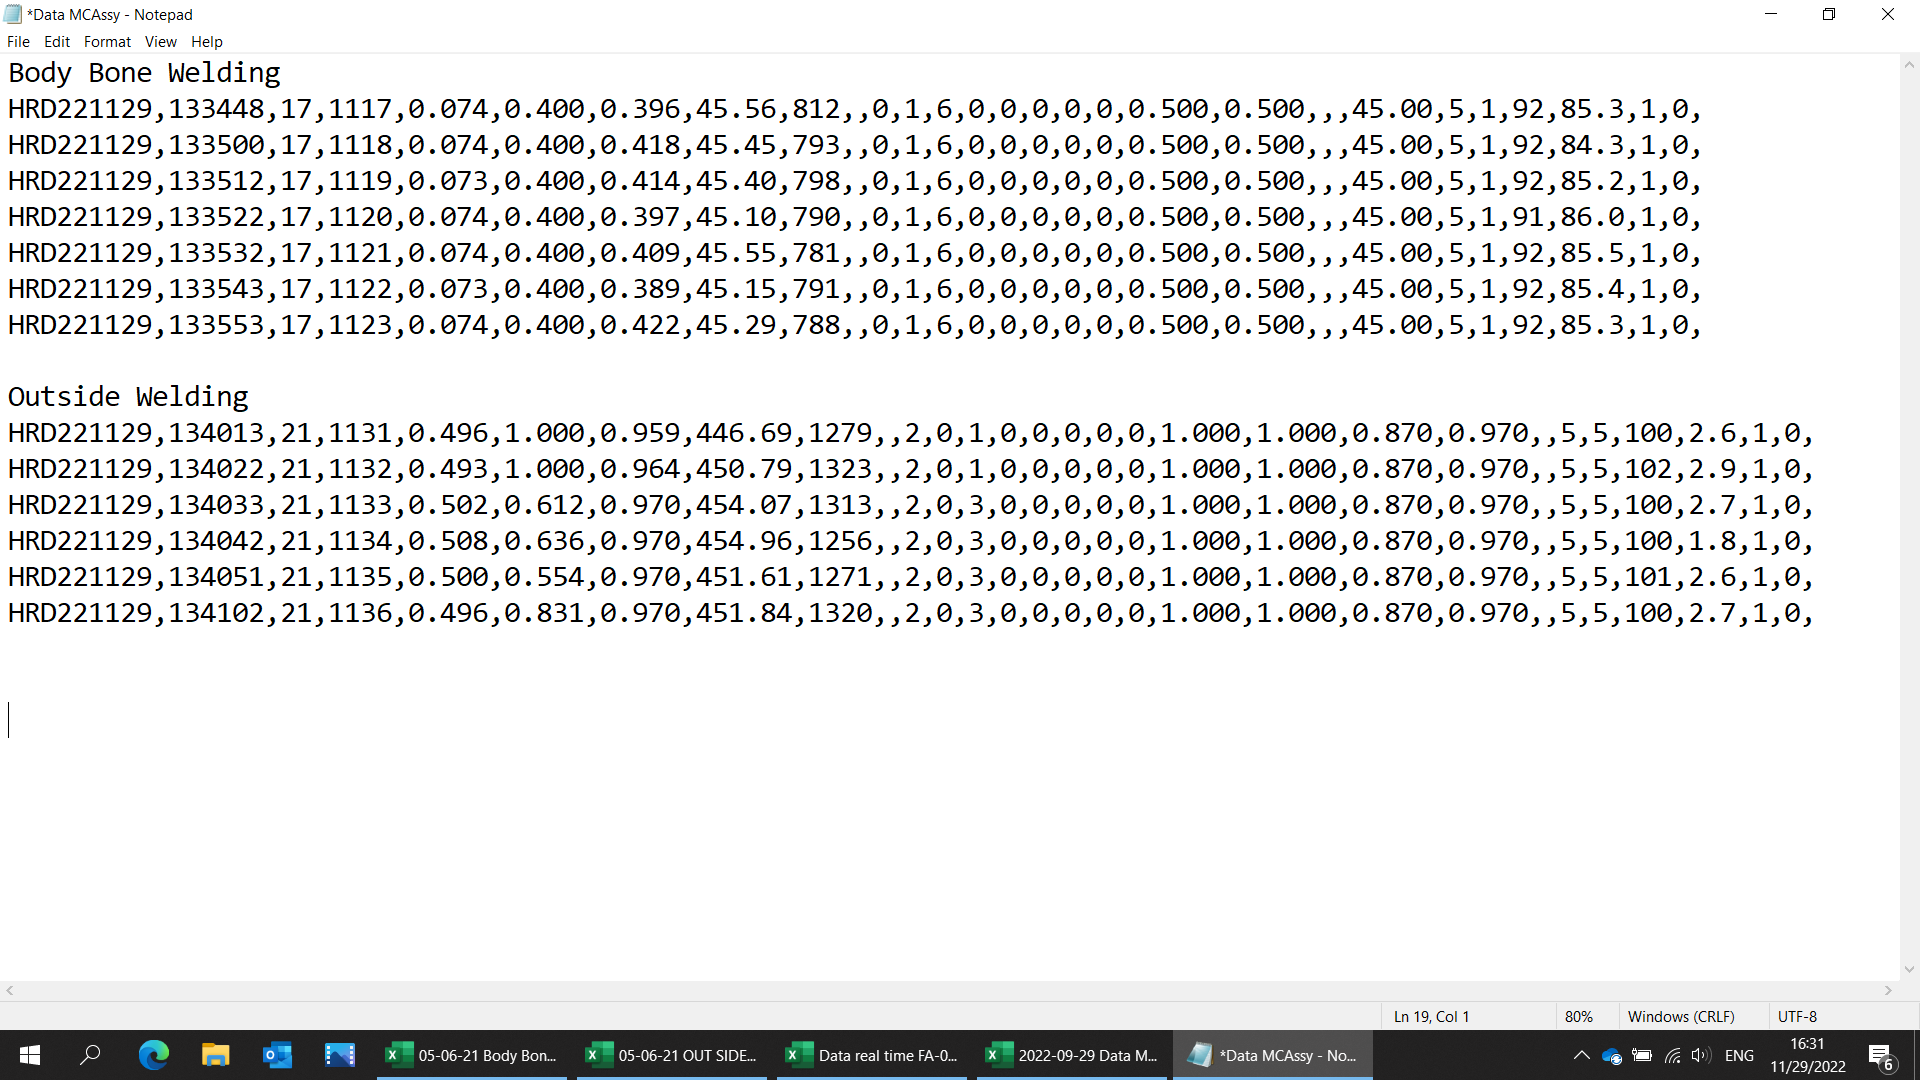 *Data MCAssy - Notepad
File Edit Format View Help
Body Bone Welding
HRD221129,133448,17,1117,0.074,0.400,0.396,45.56,812,,0,1,6,0,0,0,0,0,0.500,0.500,,,45.00,5,1,92,85.3,1,0,
HRD221129,133500,17,1118,0.074,0.400,0.418,45.45,793,,0,1,6,0,0,0,0,0,0.500,0.500,,,45.00,5,1,92,84.3,1,0,
HRD221129,133512,17,1119,0.073,0.400,0.414,45.40,798,,0,1,6,0,0,0,0,0,0.500,0.500,,,45.00,5,1,92,85.2,1,0,
HRD221129,133522,17,1120,0.074,0.400,0.397,45.10,790,,0,1,6,0,0,0,0,0,0.500,0.500,,,45.00,5,1,91,86.0,1,0,
HRD221129,133532,17,1121,0.074,0.400,0.409,45.55,781,,0,1,6,0,0,0,0,0,0.500,0.500,,,45.00,5,1,92,85.5,1,0,
HRD221129,133543,17,1122,0.073,0.400,0.389,45.15,791,,0,1,6,0,0,0,0,0,0.500,0.500,,,45.00,5,1,92,85.4,1,0,
HRD221129,133553,17,1123,0.074,0.400,0.422,45.29,788,,0,1,6,0,0,0,0,0,0.500,0.500,,,45.00,5,1,92,85.3,1,0,
Outside Welding
HRD221129,134013,21,1131,0.496,1.000,0.959,446.69,1279,,2,0,1,0,0,0,0,0,1.000,1.000,0.870,0.970,,5,5,100,2.6,1,0,
HRD221129,134022,21,1132,0.493,1.000,0.964,450.79,1323,,2,0,1,0,0,0,0,0,1.000,1.000,0.870,0.970,,5,5,102,2.9,1,0,
HRD221129,134033,21,1133,0.502,0.612,0.970,454.07,1313,,2,0,3,0,0,0,0,0,1.000,1.000,0.870,0.970,,5,5,100,2.7,1,0,
HRD221129,134042,21,1134,0.508,0.636,0.970,454.96,1256,,2,0,3,0,0,0,0,0,1.000,1.000,0.870,0.970,,5,5,100,1.8,1,0,
HRD221129,134051,21,1135,0.500,0.554,0.970,451.61,1271,,2,0,3,0,0,0,0,0,1.000,1.000,0.870,0.970,,5,5,101,2.6,1,0,
HRD221129,134102,21,1136,0.496,0.831,0.970,451.84,1320,,2,0,3,0,0,0,0,0,1.000,1.000,0.870,0.970,,5,5,100,2.7,1,0,
Ln 19, Col 1 80% Windows (CRLF) UTF-8
05-06-21 Body Bon... 05-06-21 OUT SIDE... Data real time FA-0... 2022-09-29 Data M... *Data MCAssy - No... ENG 16:31
11/29/2022 6